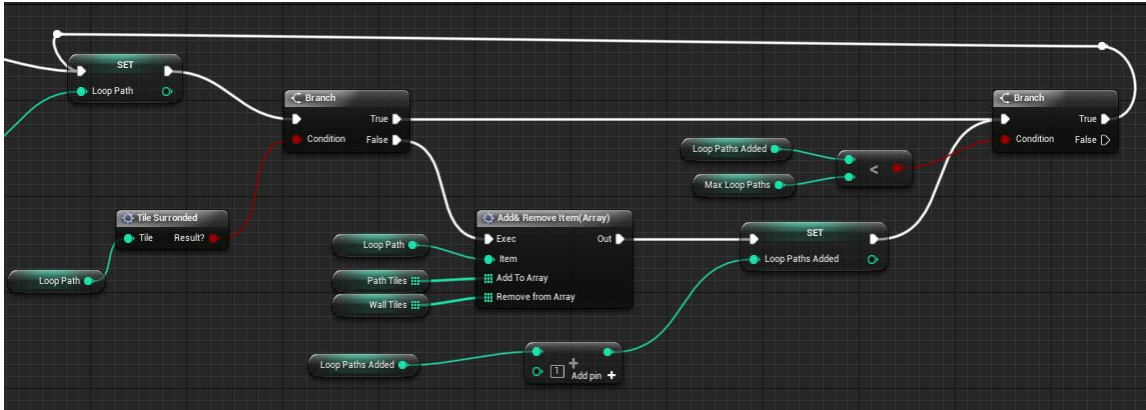 SET
Loop Path
Branch
True
Condition
False
Branch
True
Condition
False
Loop Paths Added
<
Max Loop Paths
Tile Surronded
Tile
Result?
Loop Path
Loop Path
Path Tiles
Wall Tiles
Add& Remove Item(Array)
Exec
Out
Item
Add To Array
Remove from Array
SET
Loop Paths Added
Loop Paths Added
+
1
Add pin +